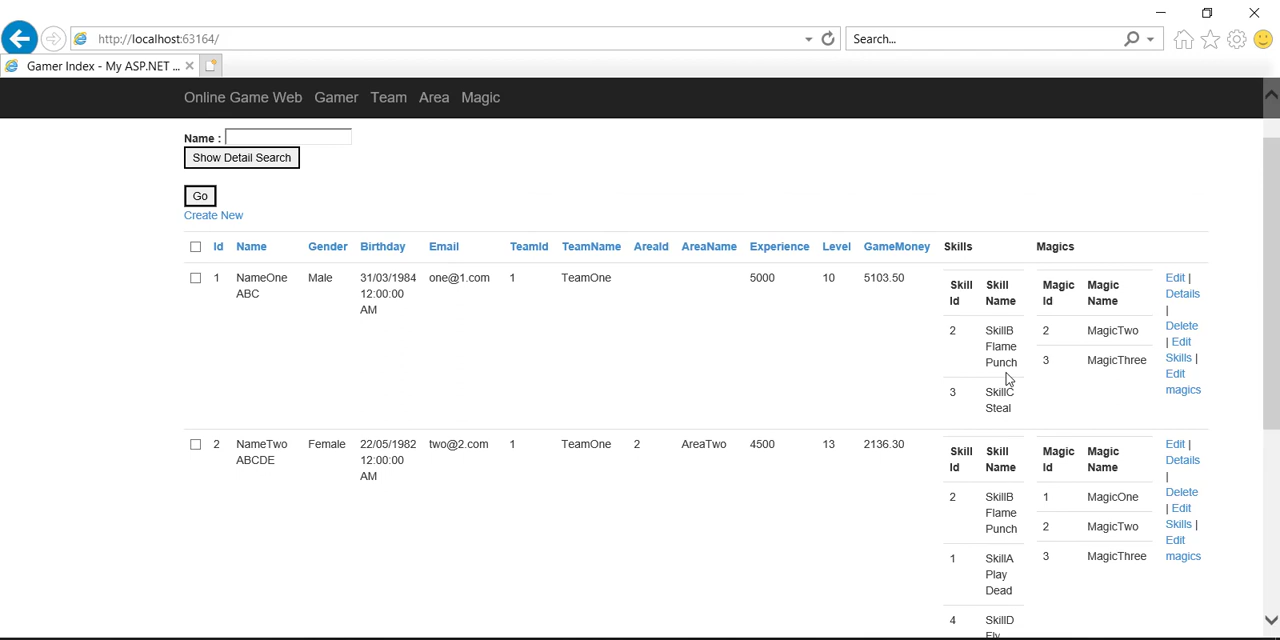 http://localhost:63164/
Search...
Gamer Index - My ASP.NET ...
Online Game Web Gamer Team Area Magic
Name :
Show Detail Search
Go
Create New
Id Name Gender Birthday Email TeamId TeamName AreaId AreaName Experience Level GameMoney Skills Magics
1 NameOne ABC Male 31/03/1984 12:00:00 AM one@1.com 1 TeamOne 5000 10 5103.50
Skill Id Skill Name
2 SkillB Flame Punch
3 SkillC Steal
Magic Id Magic Name
2 MagicTwo
3 MagicThree
Edit |
Details
|
Delete
| Edit
Skills |
Edit
magics
2 NameTwo ABCDE Female 22/05/1982 12:00:00 AM two@2.com 1 TeamOne 2 AreaTwo 4500 13 2136.30
Skill Id Skill Name
2 SkillB Flame Punch
1 SkillA Play Dead
4 SkillD Fly
Magic Id Magic Name
1 MagicOne
2 MagicTwo
3 MagicThree
Edit |
Details
|
Delete
| Edit
Skills |
Edit
magics